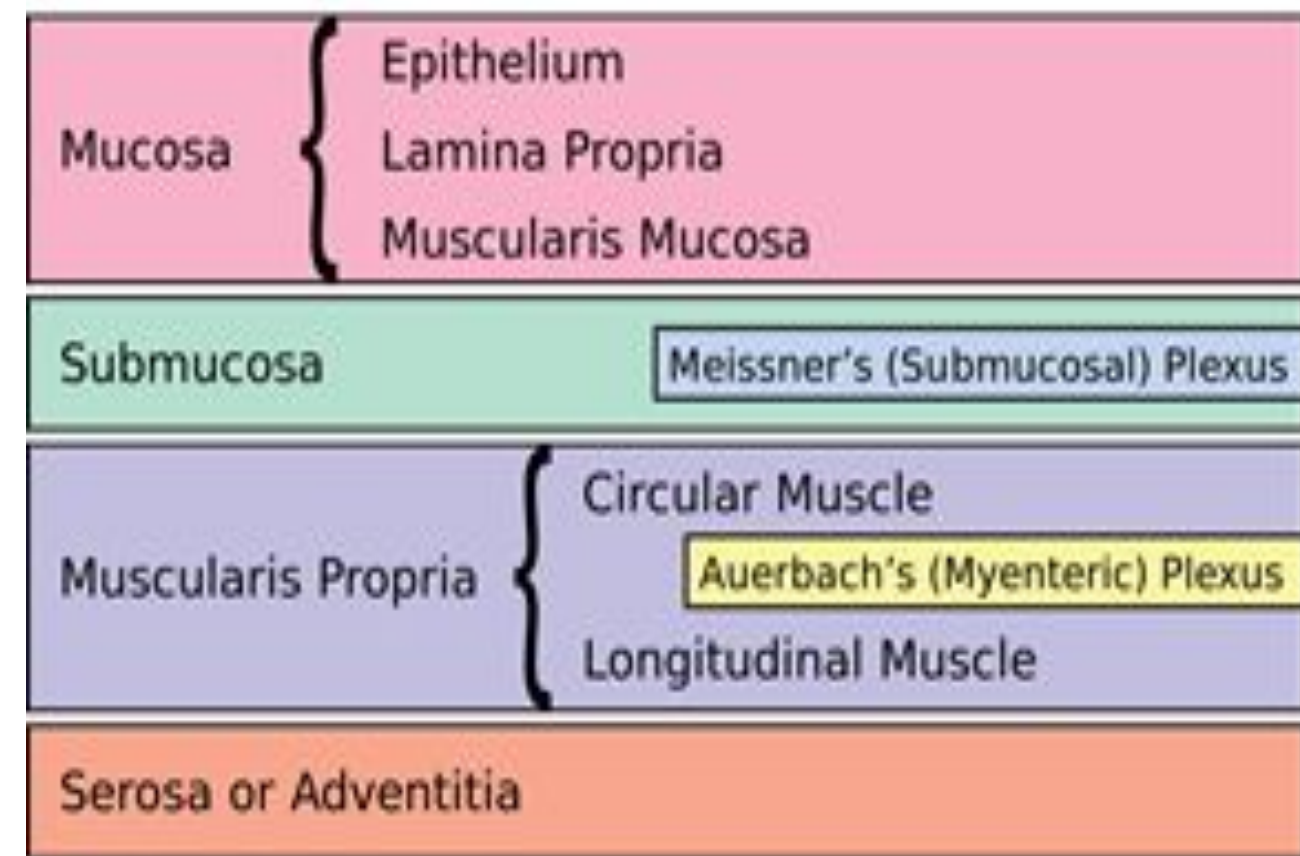 Epithelium
Mucosa
Lamina Propria
Muscularis Mucosa
Submucosa
Meissner's (Submucosal) Plexus
Circular Muscle
Muscularis Propria
Auerbach's (Myenteric) Plexus
Longitudinal Muscle
Serosa or Adventitia